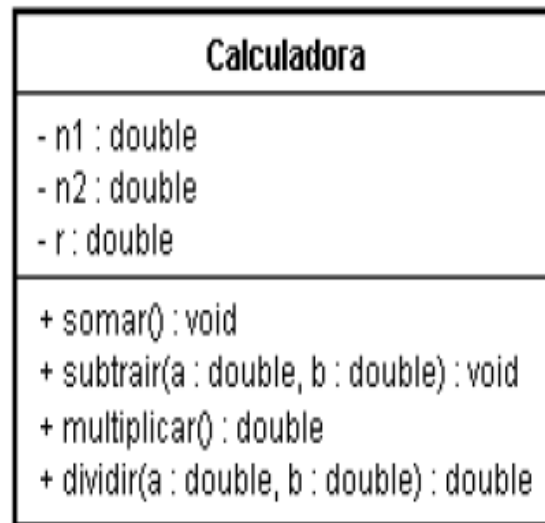 Calculadora
- n1 : double
- n2 : double
- r : double
+ somar() : void
+ subtrair(a : double, b : double) : void
+ multiplicar() : double
+ dividir(a : double, b : double) : double